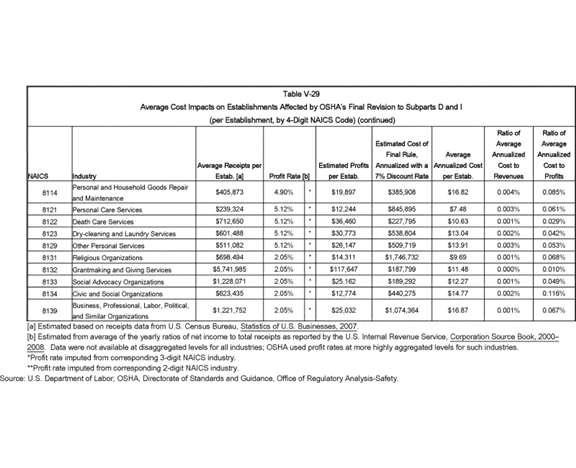 Table V-29
Average Cost Impacts on Establishments Affected by OSHA's Final Revision to Subparts D and I
(per Establishment, by 4-Digit NAICS Code) (continued)
NAICS Industry Average Receipts per Estab. [a] Profit Rate [b] Estimated Profits per Estab. Estimated Cost of Final Rule, Annualized with a 7% Discount Rate Average Annualized Cost per Estab. Ratio of Average Annualized Cost to Revenues Ratio of Average Annualized Cost to Profits
8114 Personal and Household Goods Repair and Maintenance $405,873 4.90% * $19,897 $385,908 $16.82 0.004% 0.085%
8121 Personal Care Services $239,324 5.12% * $12,244 $845,895 $7.48 0.003% 0.061%
8122 Death Care Services $712,650 5.12% * $36,460 $227,795 $10.63 0.001% 0.029%
8123 Dry-cleaning and Laundry Services $601,488 5.12% * $30,773 $538,804 $13.04 0.002% 0.042%
8129 Other Personal Services $511,082 5.12% * $26,147 $509,719 $13.91 0.003% 0.053%
8131 Religious Organizations $698,494 2.05% * $14,311 $1,746,732 $9.69 0.001% 0.068%
8132 Grantmaking and Giving Services $5,741,985 2.05% * $117,647 $187,799 $11.48 0.000% 0.010%
8133 Social Advocacy Organizations $1,228,071 2.05% * $25,162 $189,292 $12.27 0.001% 0.049%
8134 Civic and Social Organizations $623,435 2.05% * $12,774 $440,275 $14.77 0.002% 0.116%
8139 Business, Professional, Labor, Political, and Similar Organizations $1,221,752 2.05% * $25,032 $1,074,364 $16.87 0.001% 0.067%
[a] Estimated based on receipts data from U.S. Census Bureau, Statistics of U.S. Businesses, 2007.
[b] Estimated from average of the yearly ratios of net income to total receipts as reported by the U.S. Internal Revenue Service, Corporation Source Book, 2000–
2008. Data were not available at disaggregated levels for all industries; OSHA used profit rates at more highly aggregated levels for such industries.
*Profit rate imputed from corresponding 3-digit NAICS industry.
**Profit rate imputed from corresponding 2-digit NAICS industry.
Source: U.S. Department of Labor, OSHA, Directorate of Standards and Guidance, Office of Regulatory Analysis-Safety.